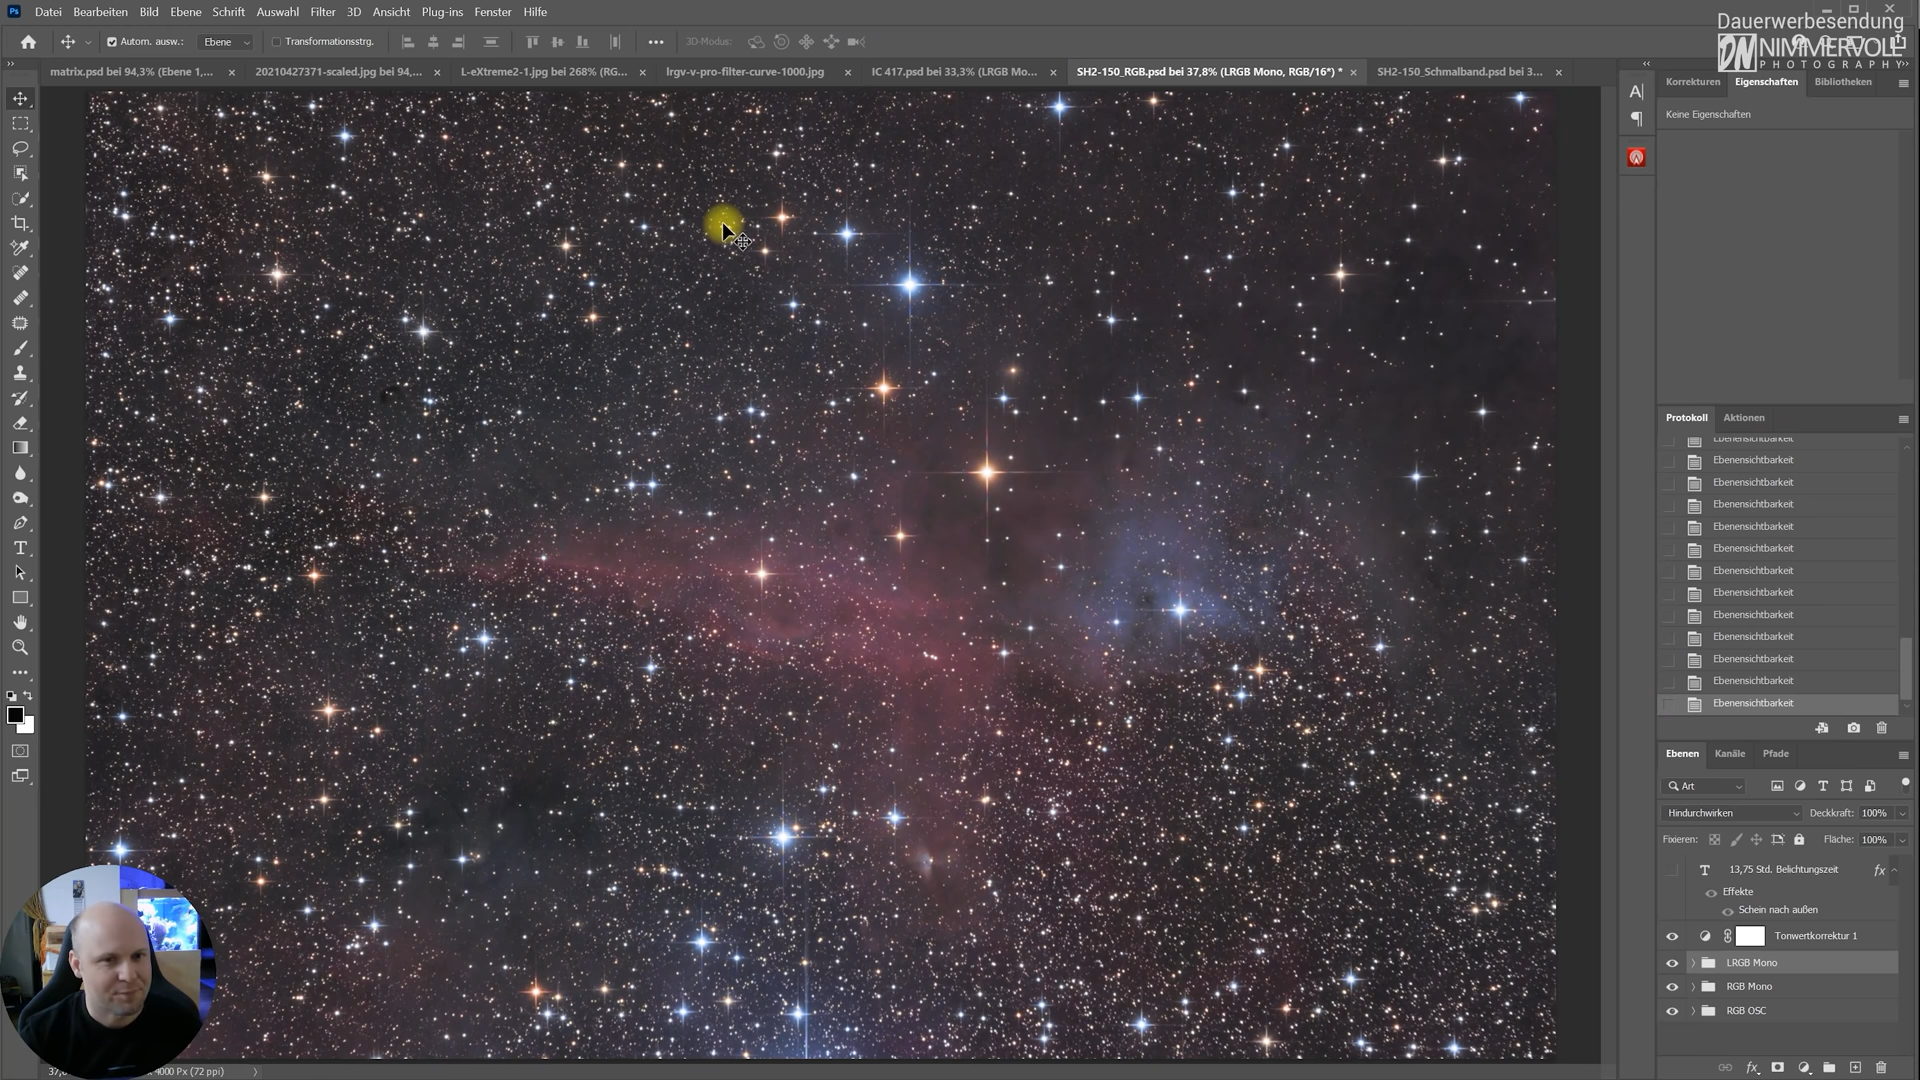 Ps Datei Bearbeiten Bild Ebene Schrift Auswahl Filter 3D Ansicht Plug-ins Fenster Hilfe
Dauerwerbesendung
DN NIMMERVOLL
PHOTOGRAPHY
Autom. ausw.: Ebene Transformationsstrg. 3D-Modus:
matrix.psd bei 94,3% (Ebene 1,... × 20210427371-scaled.jpg bei 94,... × L-eXtreme2-1.jpg bei 268% (RG... × lrgv-v-pro-filter-curve-1000.jpg × IC 417.psd bei 33,3% (LRGB Mo... × SH2-150_RGB.psd bei 37,8% (LRGB Mono, RGB/16*) * × SH2-150_Schmalband.psd bei 3... ×
Korrekturen Eigenschaften Bibliotheken
Keine Eigenschaften
Protokoll Aktionen
Ebenensichtbarkeit
Ebenensichtbarkeit
Ebenensichtbarkeit
Ebenensichtbarkeit
Ebenensichtbarkeit
Ebenensichtbarkeit
Ebenensichtbarkeit
Ebenensichtbarkeit
Ebenensichtbarkeit
Ebenensichtbarkeit
Ebenensichtbarkeit
Ebenensichtbarkeit
Ebenensichtbarkeit
Ebenen Kanäle Pfade
Art
Hindurchwirken Deckkraft: 100%
Fixieren: Fläche: 100%
T 13,75 Std. Belichtungszeit fx
Effekte
Schein nach außen
Tonwertkorrektur 1
LRGB Mono
RGB Mono
RGB OSC
4000 Px (72 ppi)
fx